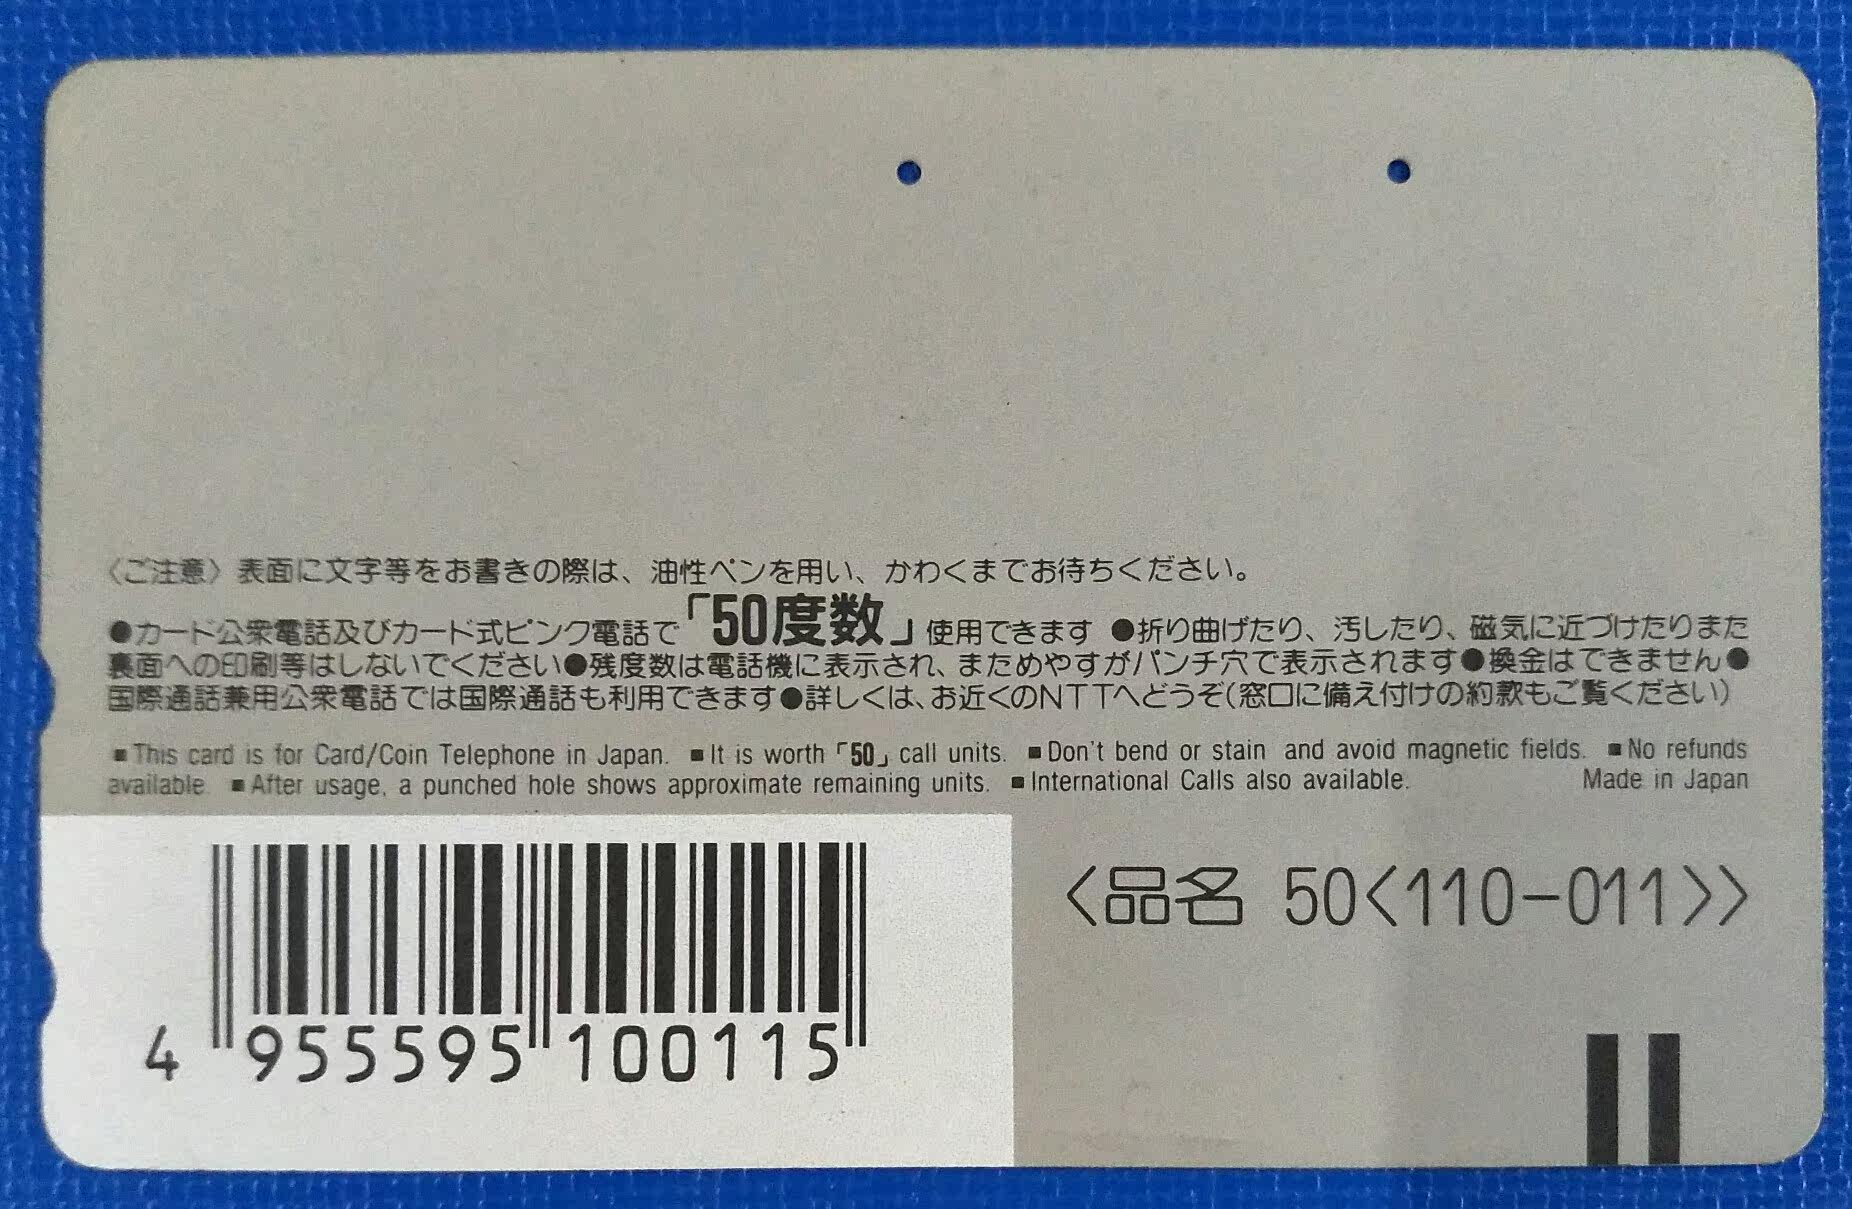 〈ご注意〉表面に文字等をお書きの際は、油性ペンを用い、かわくまでお待ちください。
●カード公衆電話及びカード式ピンク電話で「50度数」使用できます ●折り曲げたり、汚したり、磁気に近づけたりまた
裏面への印刷等はしないでください●残度数は電話機に表示され、まためやすがパンチ穴で表示されます●換金はできません●
国際通話兼用公衆電話では国際通話も利用できます●詳しくは、お近くのNTTへどうぞ(窓口に備え付けの約款もご覧ください)
■This card is for Card/Coin Telephone in Japan. ■It is worth「50」call units. ■Don't bend or stain and avoid magnetic fields. ■No refunds
available. ■After usage, a punched hole shows approximate remaining units. ■International Calls also available. Made in Japan
〈品名 50〈110-011〉〉
4 955595 100115